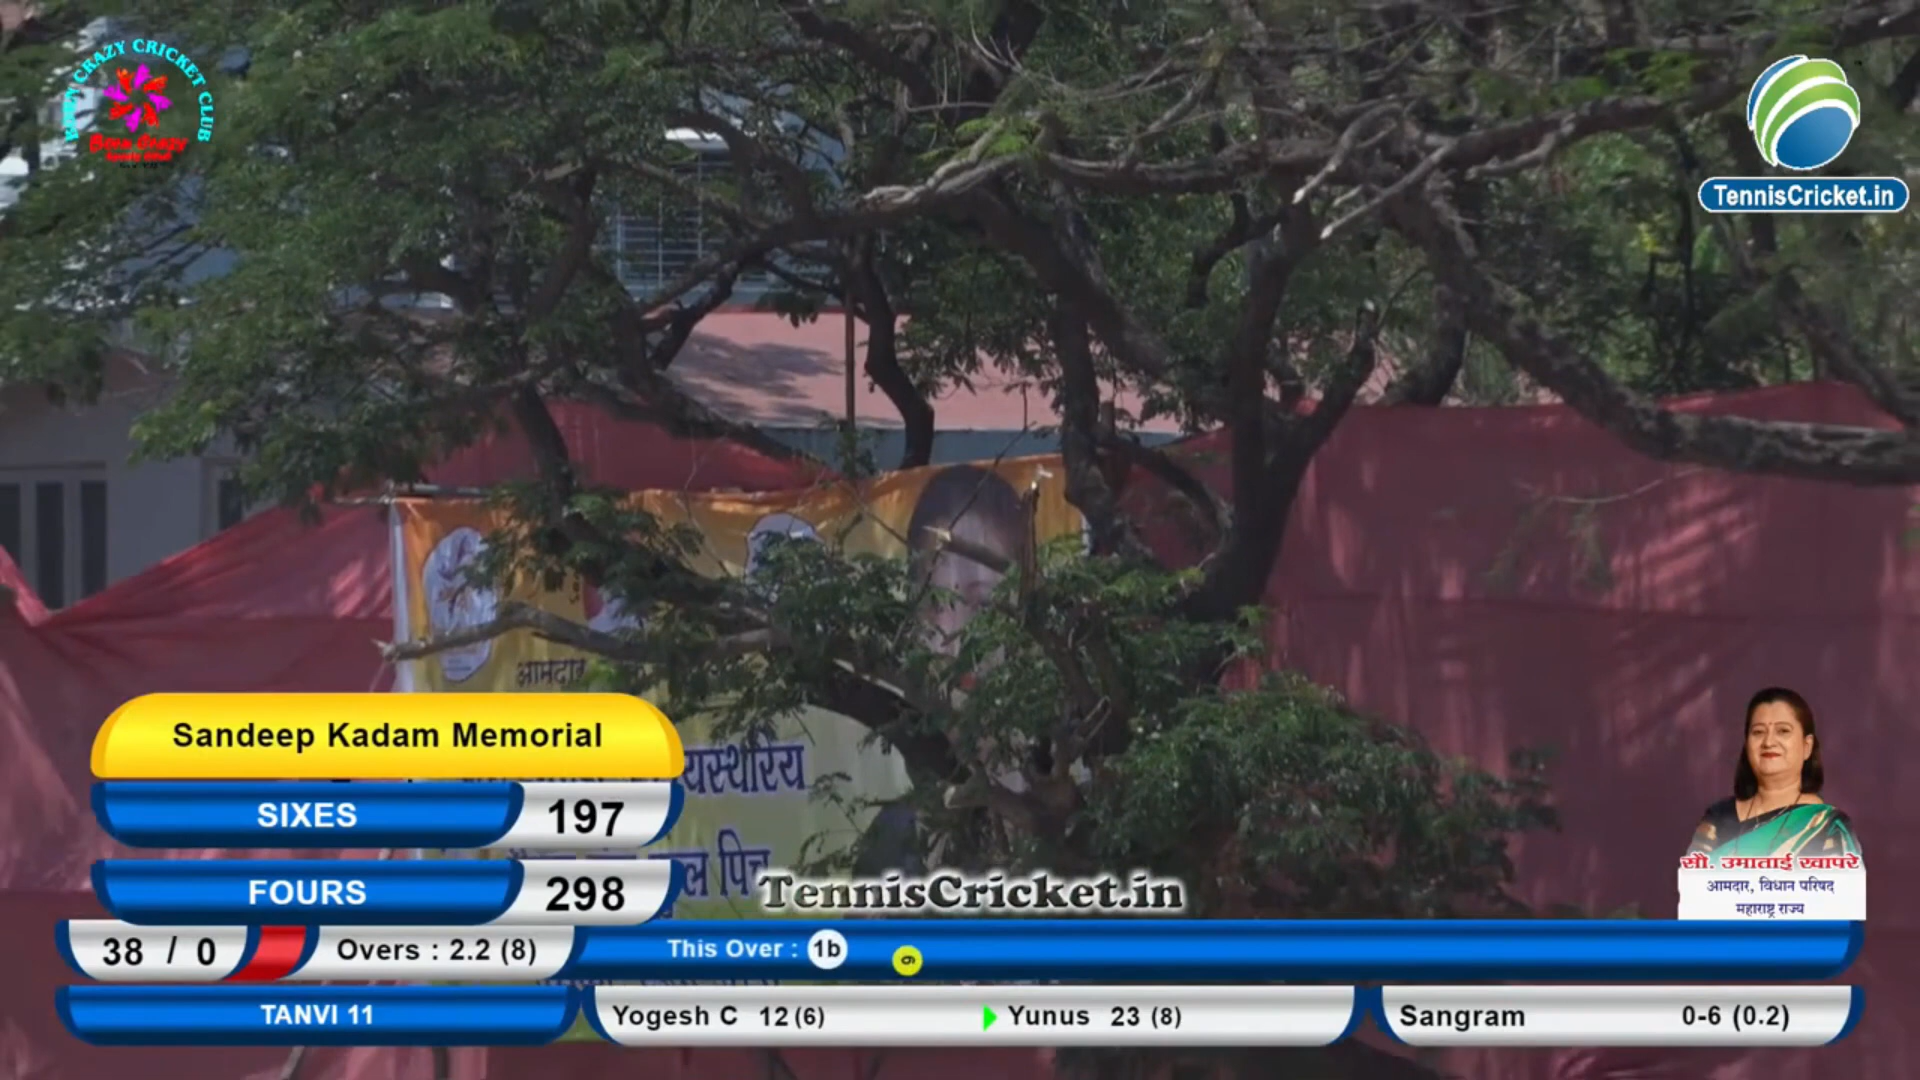 CRAZY CRICKET CLUB
TennisCricket.in
आमदार
Sandeep Kadam Memorial
SIXES 197
FOURS 298
पिच
TennisCricket.in
सौ. उमाताई खापरे
आमदार, विधान परिषद
महाराष्ट्र राज्य
38 / 0 Overs : 2.2 (8) This Over : 1b 6
TANVI 11 Yogesh C 12 (6) Yunus 23 (8) Sangram 0-6 (0.2)